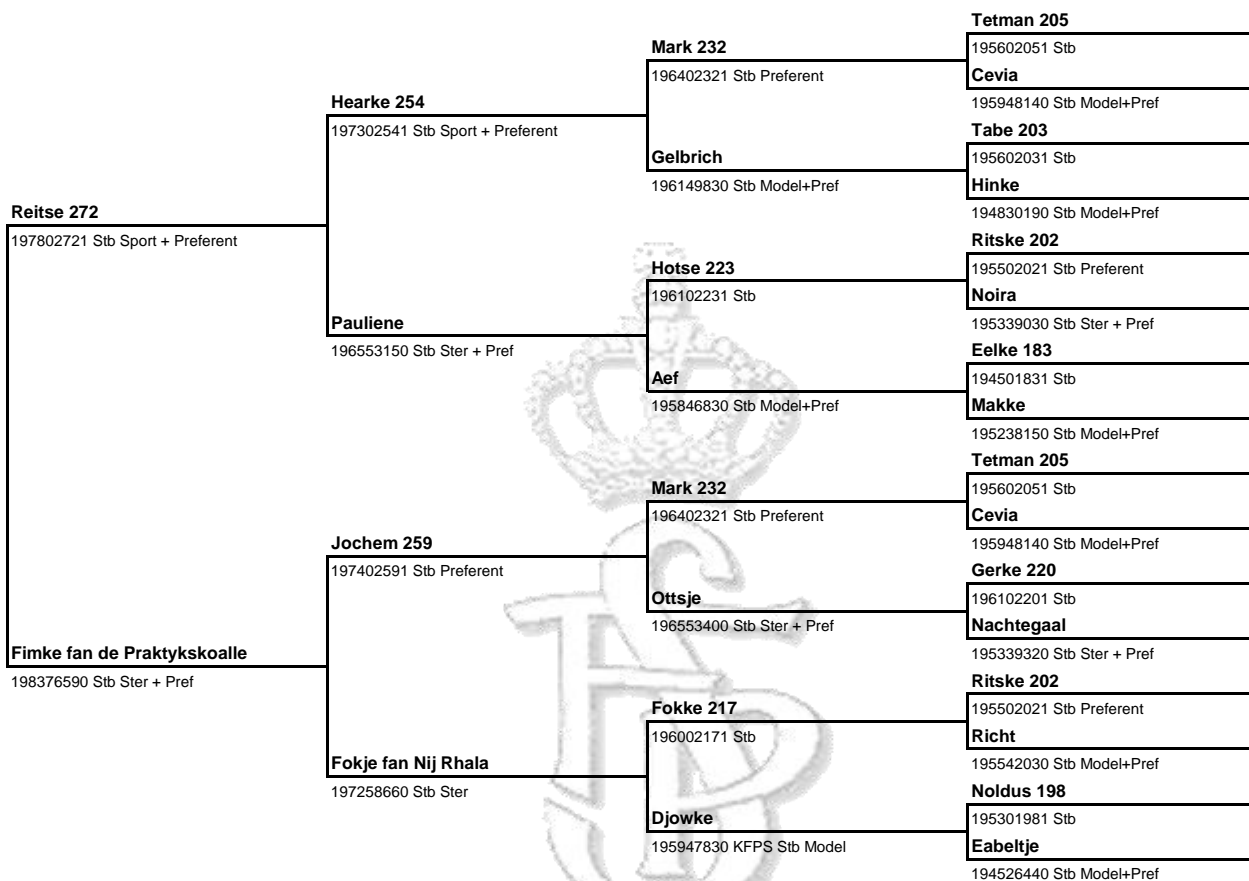 Tetman 205
Mark 232
195602051 Stb
196402321 Stb Preferent
Cevia
Hearke 254
195948140 Stb Model+Pref
197302541 Stb Sport + Preferent
Tabe 203
Gelbrich
195602031 Stb
196149830 Stb Model+Pref
Hinke
Reitse 272
194830190 Stb Model+Pref
197802721 Stb Sport + Preferent
Ritske 202
Hotse 223
195502021 Stb Preferent
196102231 Stb
Noira
Pauliene
195339030 Stb Ster + Pref
196553150 Stb Ster + Pref
Eelke 183
Aef
194501831 Stb
195846830 Stb Model+Pref
Makke
195238150 Stb Model+Pref
Tetman 205
Mark 232
195602051 Stb
196402321 Stb Preferent
Cevia
Jochem 259
195948140 Stb Model+Pref
197402591 Stb Preferent
Gerke 220
Ottsje
196102201 Stb
196553400 Stb Ster + Pref
Nachtegaal
Fimke fan de Praktykskoalle
195339320 Stb Ster + Pref
198376590 Stb Ster + Pref
Ritske 202
Fokke 217
195502021 Stb Preferent
196002171 Stb
Richt
Fokje fan Nij Rhala
195542030 Stb Model+Pref
197258660 Stb Ster
Noldus 198
Djowke
195301981 Stb
195947830 KFPS Stb Model
Eabeltje
194526440 Stb Model+Pref